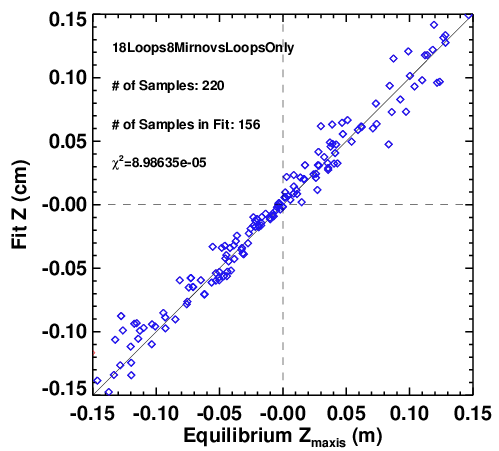 18Loops8MirnovsLoopsOnly
# of Samples: 220
# of Samples in Fit: 156
χ²=8.98635e-05
0.15
0.10
0.05
-0.00
-0.05
-0.10
-0.15
Fit Z (cm)
-0.15 -0.10 -0.05 -0.00 0.05 0.10 0.15
Equilibrium Zmaxis (m)